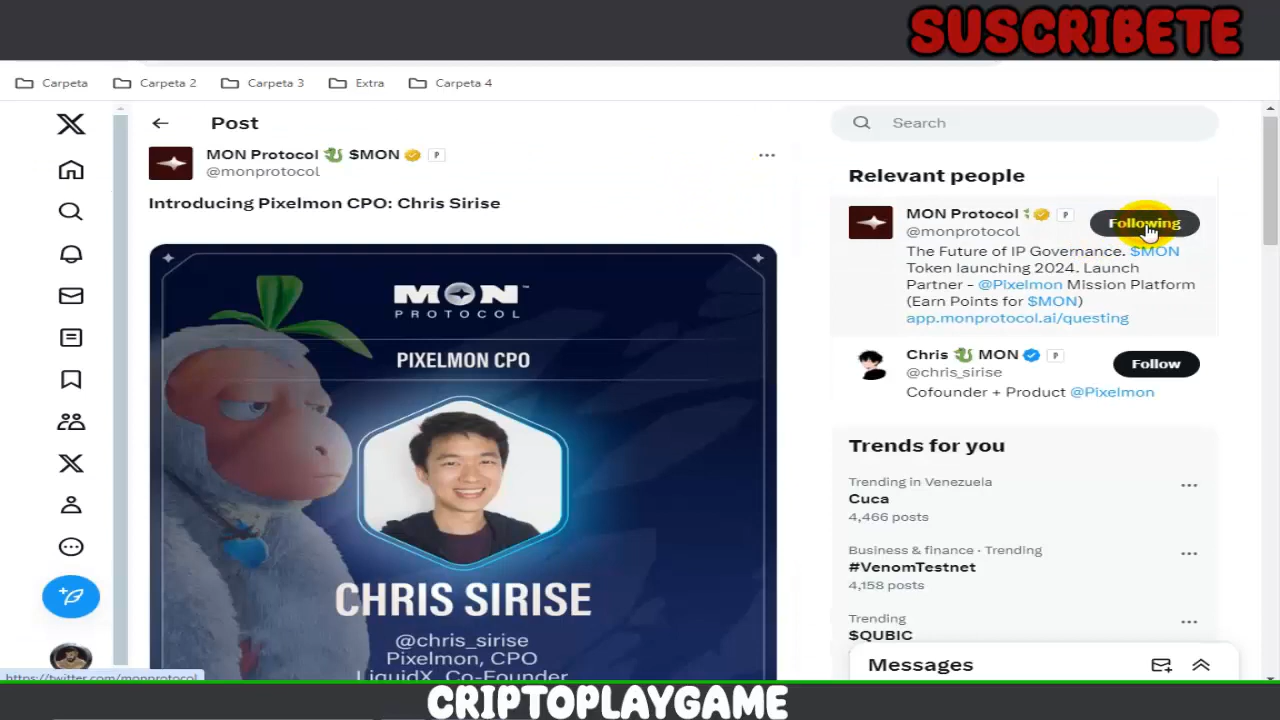 SUSCRIBETE
Carpeta
Carpeta 2
Carpeta 3
Extra
Carpeta 4
Post
Search
MON Protocol 🐉 $MON
@monprotocol
Introducing Pixelmon CPO: Chris Sirise
MON™
PROTOCOL
PIXELMON CPO
CHRIS SIRISE
@chris_sirise
Pixelmon, CPO
LiquidX, Co-Founder
Relevant people
MON Protocol
Following
@monprotocol
The Future of IP Governance. $MON
Token launching 2024. Launch
Partner - @Pixelmon Mission Platform
(Earn Points for $MON)
app.monprotocol.ai/questing
Chris 🐉 MON
Follow
@chris_sirise
Cofounder + Product @Pixelmon
Trends for you
Trending in Venezuela
Cuca
4,466 posts
Business & finance · Trending
#VenomTestnet
4,158 posts
Trending
$QUBIC
Messages
https://twitter.com/monprotocol
CRIPTOPLAYGAME